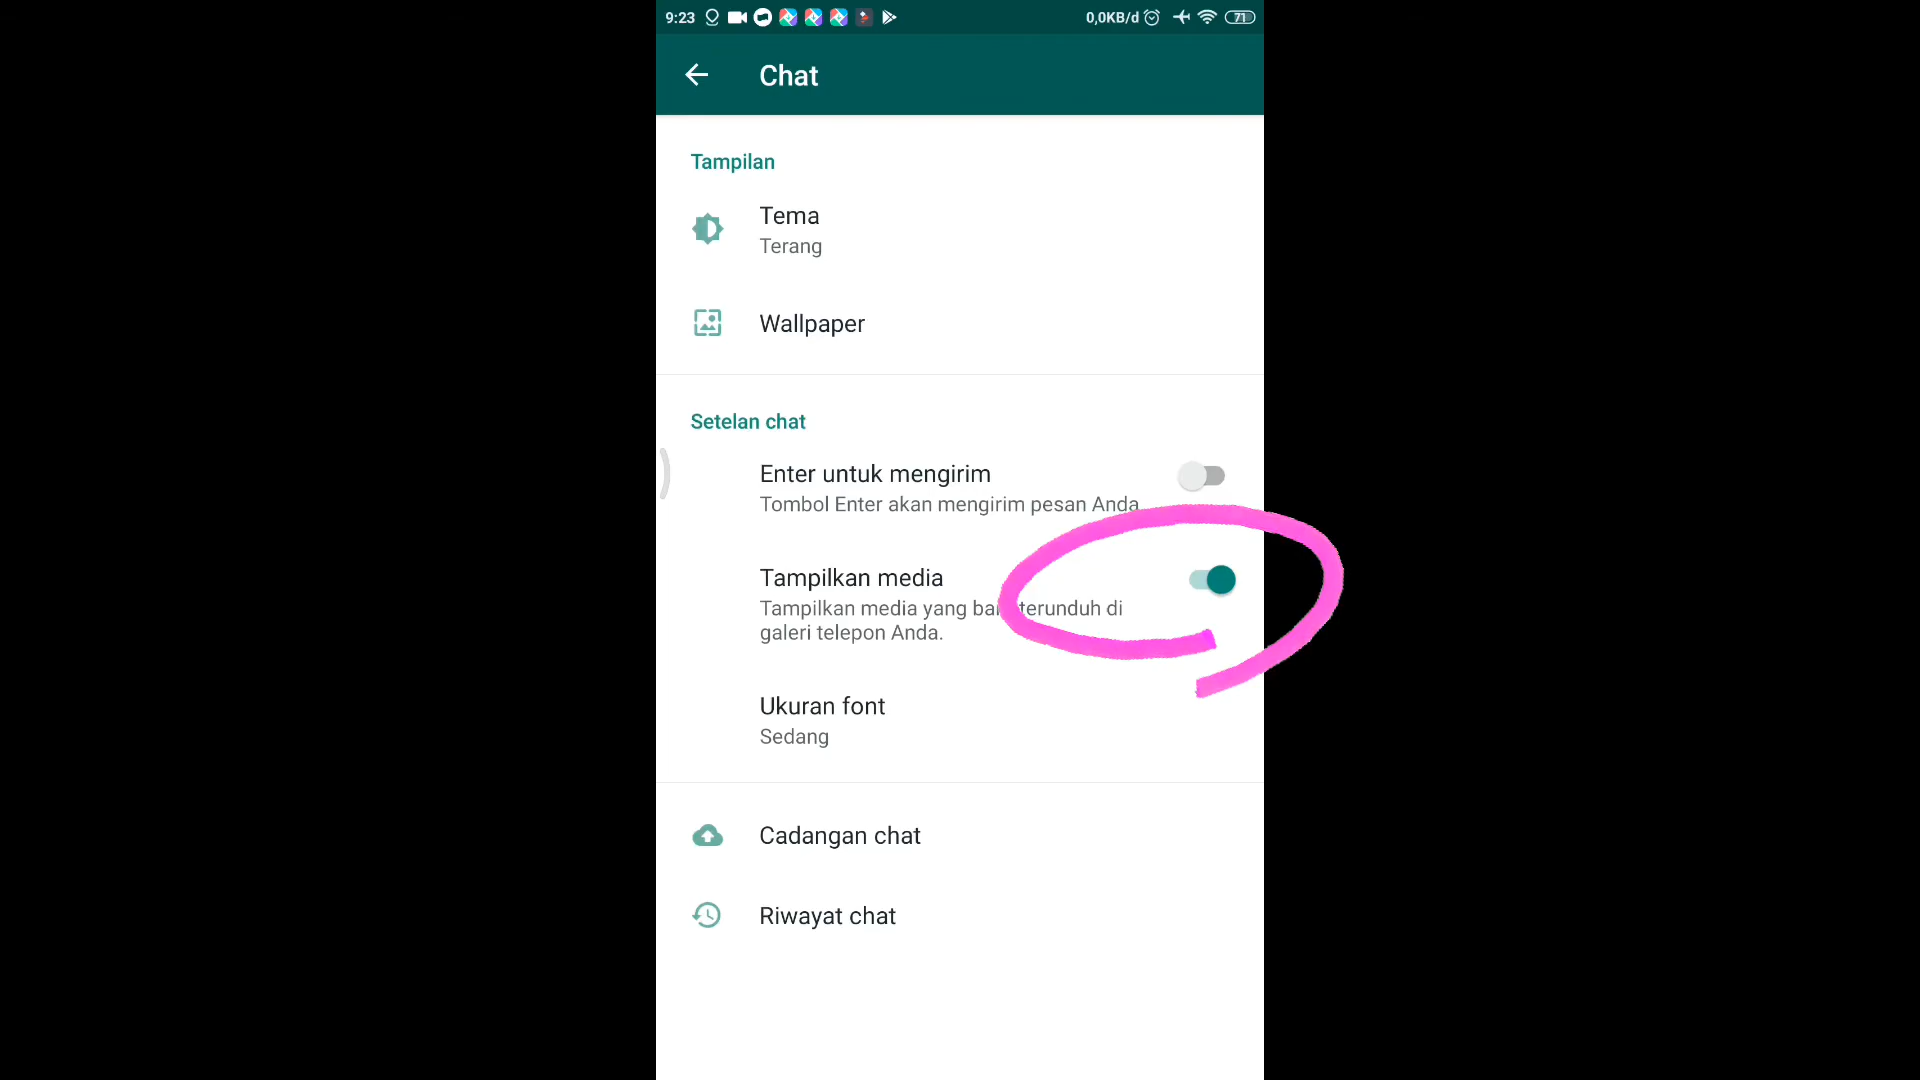 9:23 0,0KB/d 71
Chat
Tampilan
Tema
Terang
Wallpaper
Setelan chat
Enter untuk mengirim
Tombol Enter akan mengirim pesan Anda.
Tampilkan media
Tampilkan media yang terunduh di
galeri telepon Anda.
Ukuran font
Sedang
Cadangan chat
Riwayat chat